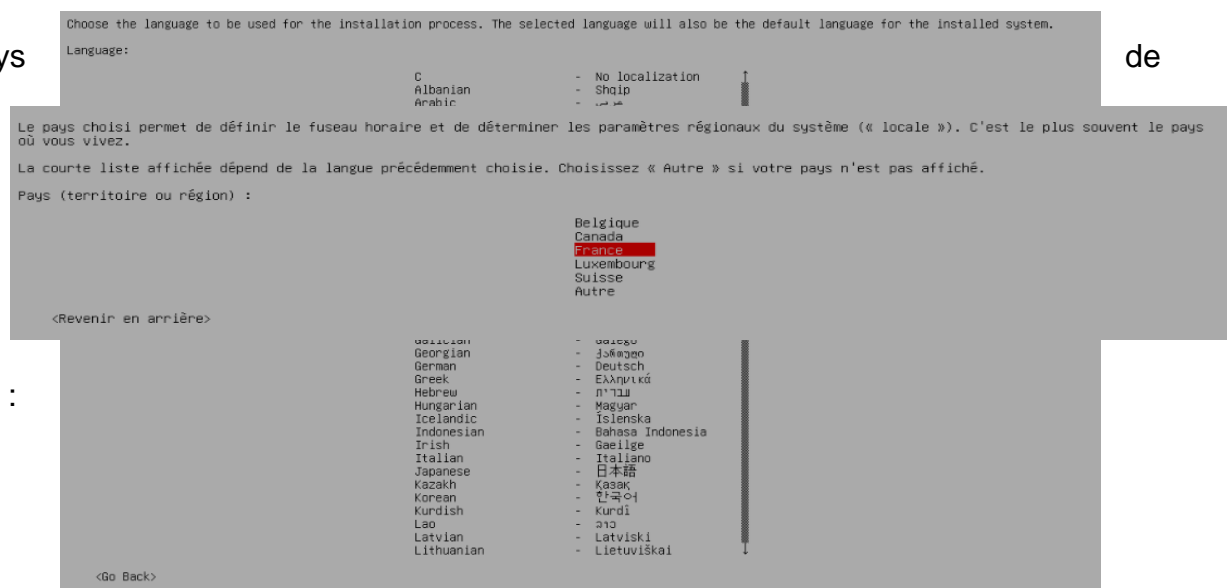 Choose the language to be used for the installation process. The selected language will also be the default language for the installed system.
ys
Language:
de
C - No localization
Albanian - Shqip
Arabic - عربي
Le pays choisi permet de définir le fuseau horaire et de déterminer les paramètres régionaux du système (« locale »). C'est le plus souvent le pays
où vous vivez.
La courte liste affichée dépend de la langue précédemment choisie. Choisissez « Autre » si votre pays n'est pas affiché.
Pays (territoire ou région) :
Belgique
Canada
France
Luxembourg
Suisse
Autre
<Revenir en arrière>
Galician - Galego
Georgian - ქართული
German - Deutsch
Greek - Ελληνικά
:
Hebrew - עברית
Hungarian - Magyar
Icelandic - Íslenska
Indonesian - Bahasa Indonesia
Irish - Gaeilge
Italian - Italiano
Japanese - 日本語
Kazakh - Қазақ
Korean - 한국어
Kurdish - Kurdî
Lao - ລາວ
Latvian - Latviski
Lithuanian - Lietuviškai
<Go Back>